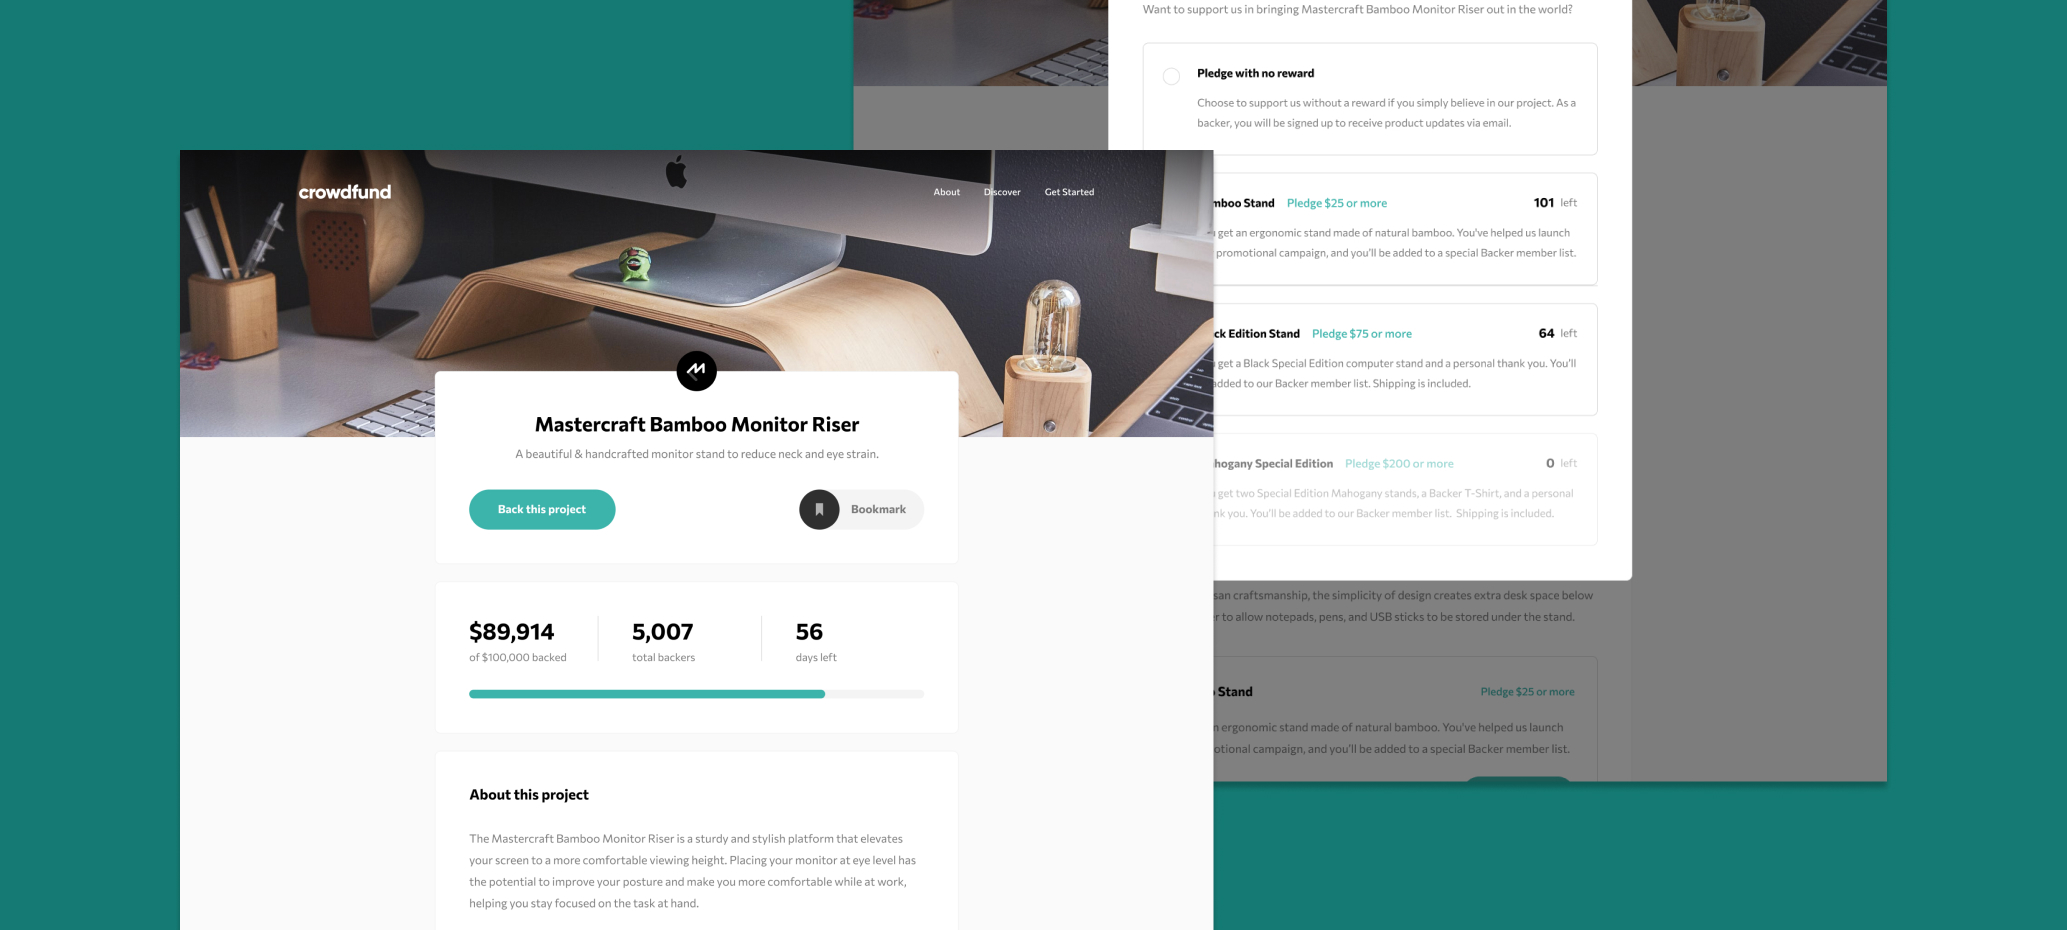 crowdfund
About
Discover
Get Started
Mastercraft Bamboo Monitor Riser
A beautiful & handcrafted monitor stand to reduce neck and eye strain.
Back this project
Bookmark
$89,914
of $100,000 backed
5,007
total backers
56
days left
About this project
The Mastercraft Bamboo Monitor Riser is a sturdy and stylish platform that elevates
your screen to a more comfortable viewing height. Placing your monitor at eye level has
the potential to improve your posture and make you more comfortable while at work,
helping you stay focused on the task at hand.
Want to support us in bringing Mastercraft Bamboo Monitor Riser out in the world?
Pledge with no reward
Choose to support us without a reward if you simply believe in our project. As a
backer, you will be signed up to receive product updates via email.
Stand Pledge $25 or more
101 left
get an ergonomic stand made of natural bamboo. You've helped us launch
promotional campaign, and you'll be added to a special Backer member list.
Edition Stand Pledge $75 or more
64 left
get a Black Special Edition computer stand and a personal thank you. You'll
added to our Backer member list. Shipping is included.
Special Edition Pledge $200 or more
0 left
get two Special Edition Mahogany stands, a Backer T-Shirt, and a personal
you. You'll be added to our Backer member list. Shipping is included.
craftsmanship, the simplicity of design creates extra desk space below
to allow notepads, pens, and USB sticks to be stored under the stand.
Stand
Pledge $25 or more
ergonomic stand made of natural bamboo. You've helped us launch
campaign, and you'll be added to a special Backer member list.